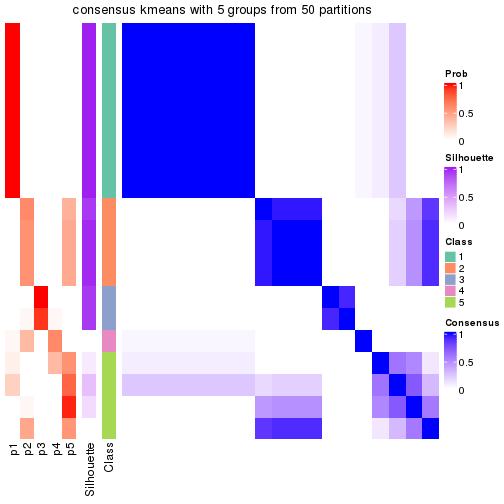 consensus kmeans with 5 groups from 50 partitions
Prob
1
0.5
0
Silhouette
1
0.5
0
Class
1
2
3
4
5
Consensus
1
0.5
0
p1
p2
p3
p4
p5
Silhouette
Class